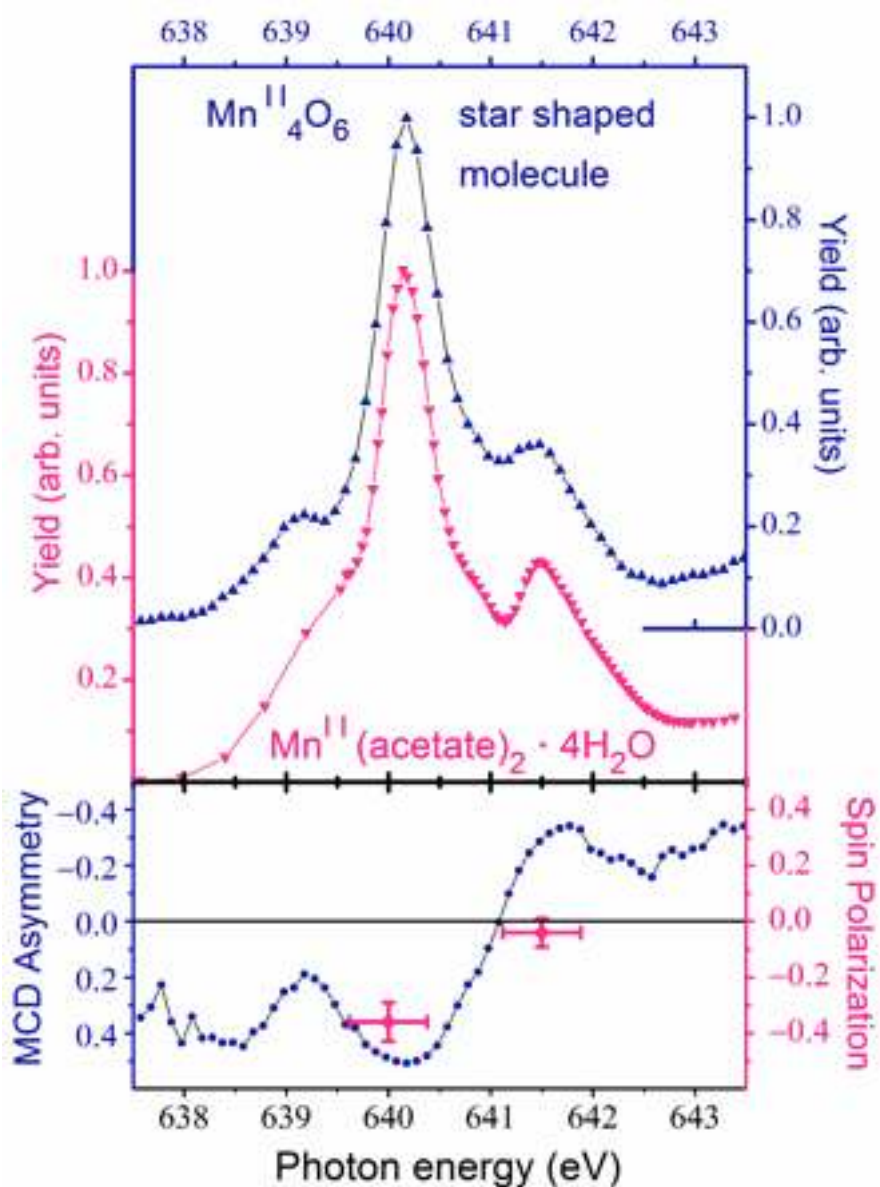 638 639 640 641 642 643
Mn^II_4O_6 star shaped
molecule
1.0
0.8
0.6
0.4
0.2
0.0
Yield (arb. units)
1.0
0.8
0.6
0.4
0.2
Yield (arb. units)
Mn^II (acetate)_2 · 4H_2O
MCD Asymmetry
−0.4
−0.2
0.0
0.2
0.4
0.4
0.2
0.0
−0.2
−0.4
Spin Polarization
638 639 640 641 642 643
Photon energy (eV)